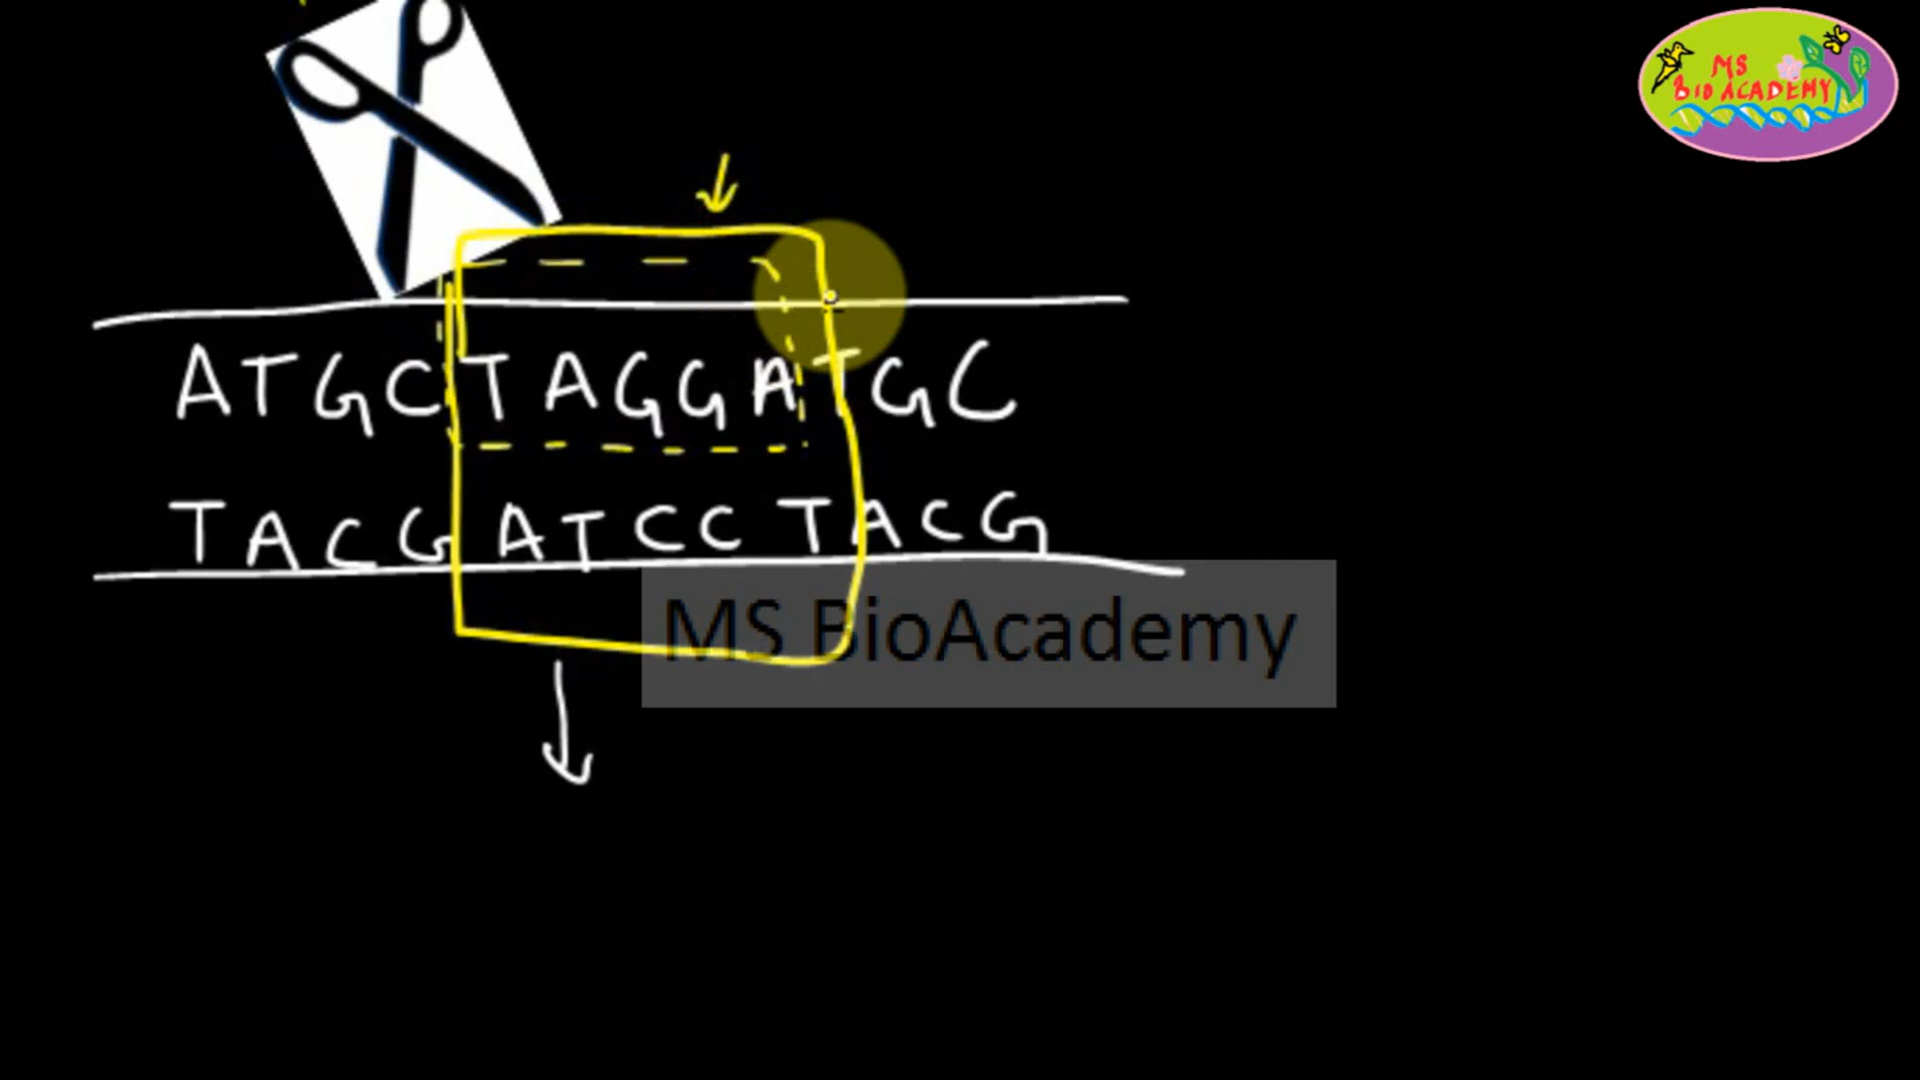 MS
BIO ACADEMY
ATGCTAGGATGC
TACGATCCTACG
MS BioAcademy